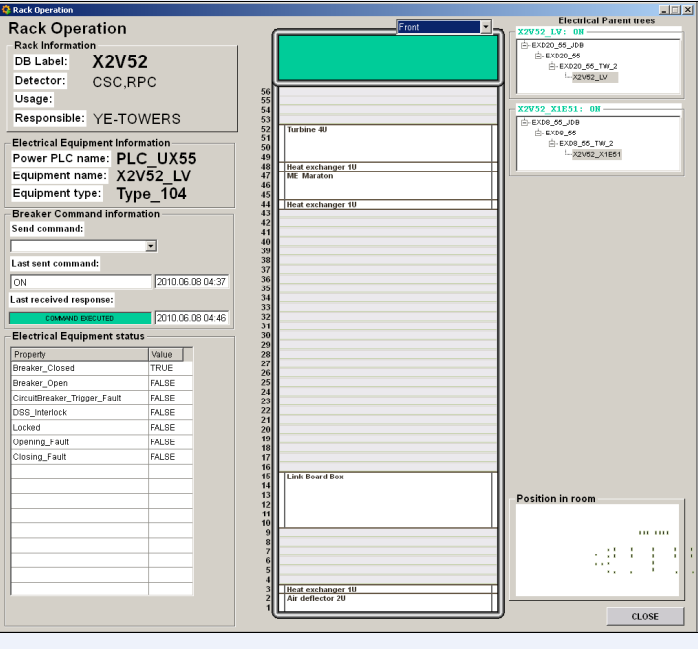 Rack Operation
Rack Operation
Rack Information
DB Label: X2V52
Detector: CSC,RPC
Usage:
Responsible: YE-TOWERS
Electrical Equipment Information
Power PLC name: PLC_UX55
Equipment name: X2V52_LV
Equipment type: Type_104
Breaker Command information
Send command:
Last sent command:
ON 2010.06.08 04:37
Last received response:
COMMAND EXECUTED 2010.06.08 04:46
Electrical Equipment status
Property Value
Breaker_Closed TRUE
Breaker_Open FALSE
CircuitBreaker_Trigger_Fault FALSE
DSS_Interlock FALSE
Locked FALSE
Opening_Fault FALSE
Closing_Fault FALSE
Front
56
55
54
53
52 Turbine 4U
51
50
49
48 Heat exchanger 1U
47 ME Maraton
46
45
44 Heat exchanger 1U
43
42
41
40
39
38
37
36
35
34
33
32
31
30
29
28
27
26
25
24
23
22
21
20
19
18
17
16
15 Link Board Box
14
13
12
11
10
9
8
7
6
5
4
3 Heat exchanger 1U
2 Air deflector 2U
1
Electrical Parent trees
X2V52_LV: ON
EXD20_55_JDB
EXD20_55
EXD20_55_TW_2
X2V52_LV
X2V52_X1E51: ON
EXD8_55_JDB
EXD8_55
EXD8_55_TW_2
X2V52_X1E51
Position in room
CLOSE